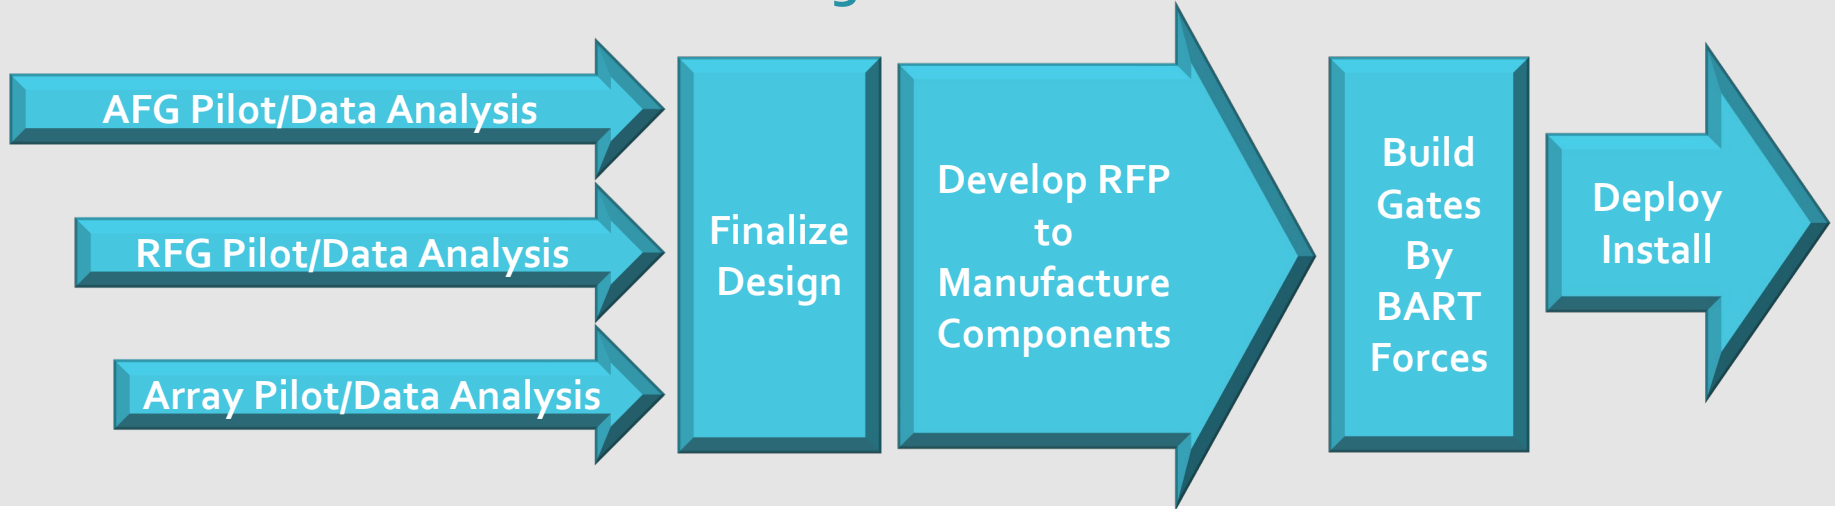 AFG Pilot/Data Analysis
RFG Pilot/Data Analysis
Array Pilot/Data Analysis
Finalize
Design
Develop RFP
to
Manufacture
Components
Build
Gates
By
BART
Forces
Deploy
Install